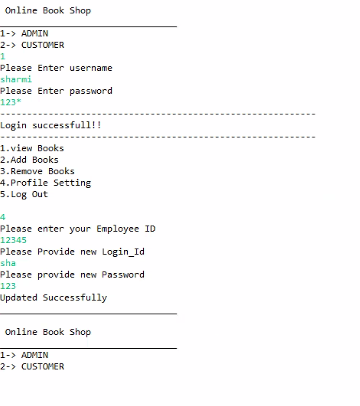 Online Book Shop
1-> ADMIN
2-> CUSTOMER
1
Please Enter username
sharmi
Please Enter password
123*
Login successfull!!
1.view Books
2.Add Books
3.Remove Books
4.Profile Setting
5.Log Out
4
Please enter your Employee ID
12345
Please Provide new Login_Id
sha
Please provide new Password
123
Updated Successfully
Online Book Shop
1-> ADMIN
2-> CUSTOMER